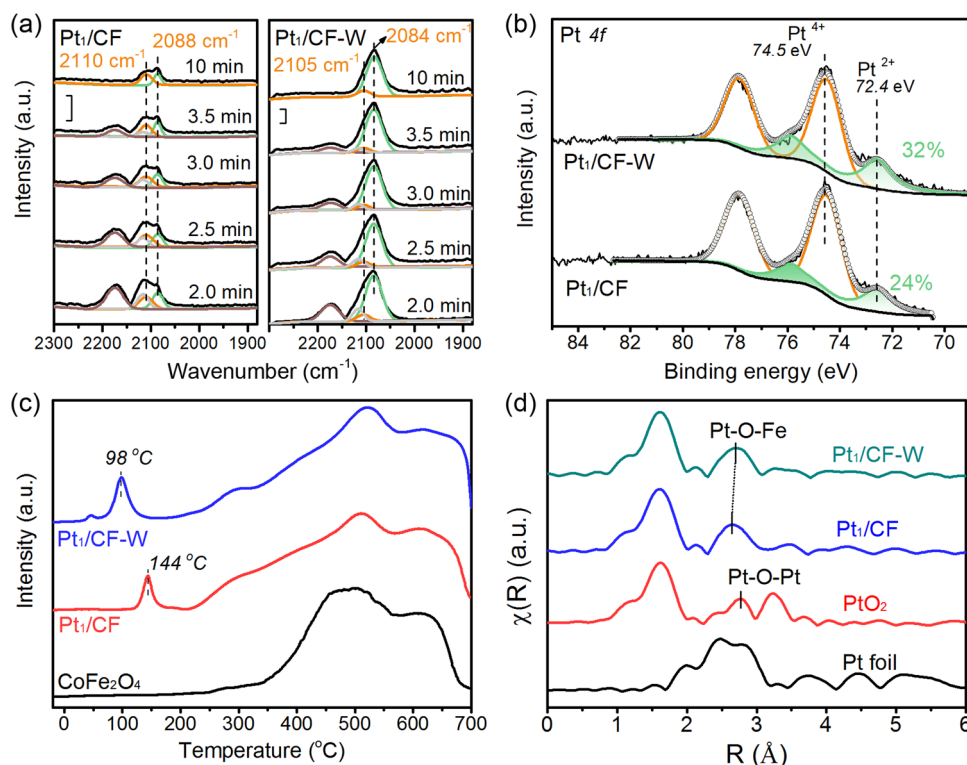 (a)
Pt₁/CF
2088 cm⁻¹
2110 cm⁻¹
10 min
3.5 min
3.0 min
2.5 min
2.0 min
2300 2200 2100 2000 1900
Pt₁/CF-W
2084 cm⁻¹
2105 cm⁻¹
10 min
3.5 min
3.0 min
2.5 min
2.0 min
2200 2100 2000 1900
Intensity (a.u.)
Wavenumber (cm⁻¹)
(b)
Pt 4f
Pt⁴⁺
74.5 eV
Pt²⁺
72.4 eV
32%
Pt₁/CF-W
24%
Pt₁/CF
Intensity (a.u.)
85 80 78 76 74 72 70 69
Binding energy (eV)
(c)
98 °C
Pt₁/CF-W
144 °C
Pt₁/CF
CoFe₂O₄
Intensity (a.u.)
0 100 200 300 400 500 600 700
Temperature (°C)
(d)
Pt-O-Fe
Pt₁/CF-W
Pt₁/CF
Pt-O-Pt
PtO₂
Pt foil
χ(R) (a.u.)
0 1 2 3 4 5 6
R (Å)